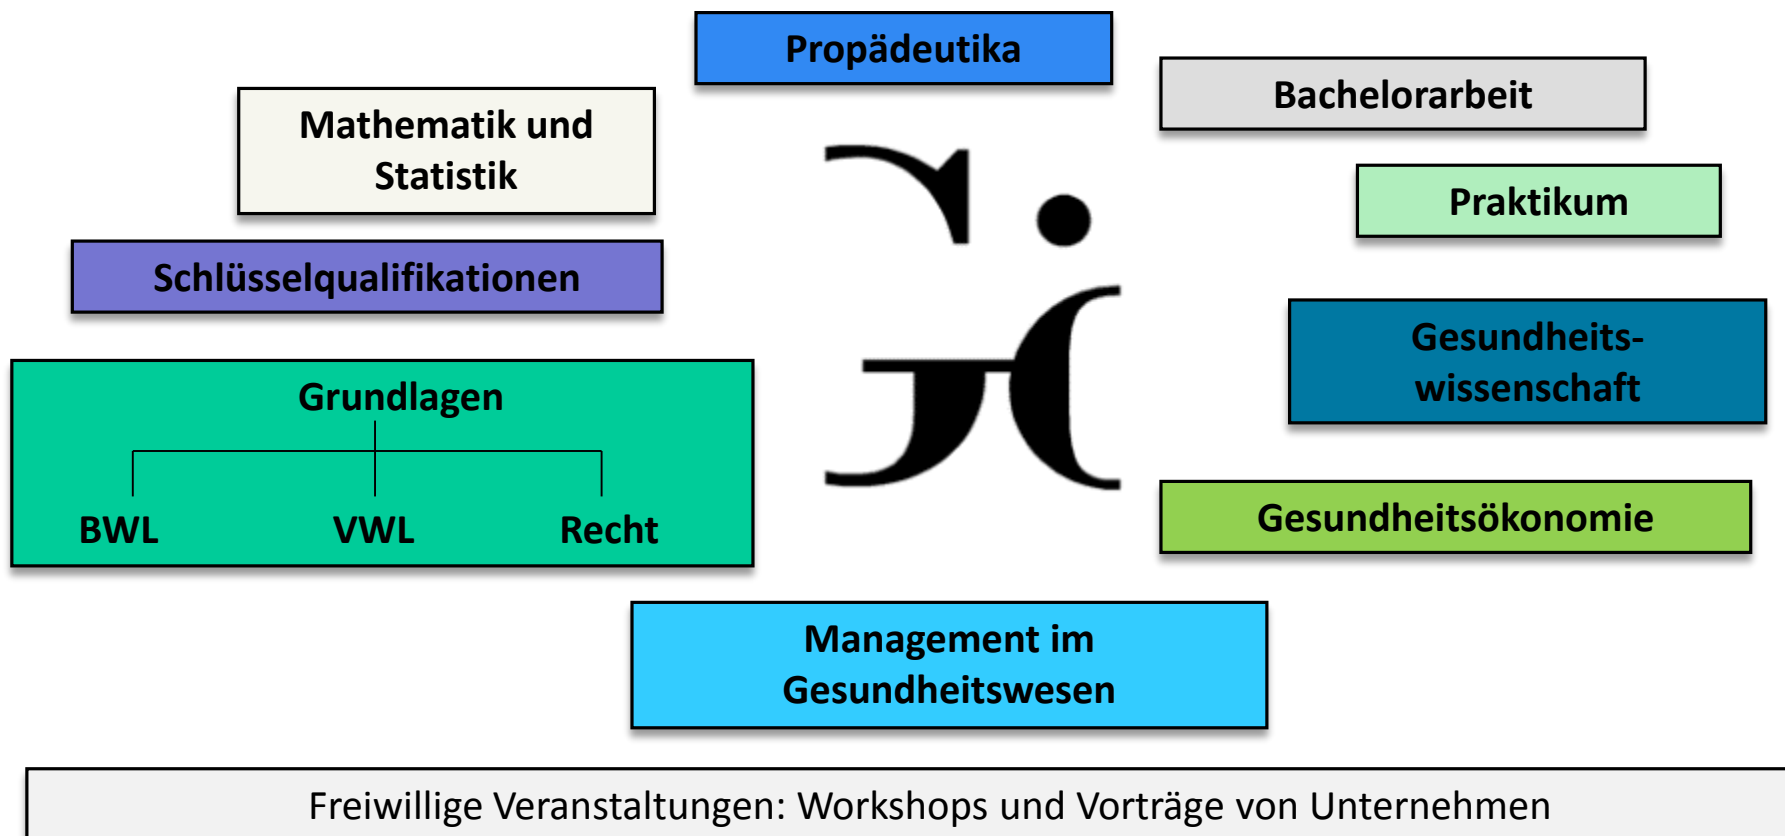 Propädeutika
Bachelorarbeit
Mathematik und
Statistik
Praktikum
Schlüsselqualifikationen
Gesundheits-
wissenschaft
Grundlagen
BWL VWL Recht
Gesundheitsökonomie
Management im
Gesundheitswesen
Freiwillige Veranstaltungen: Workshops und Vorträge von Unternehmen